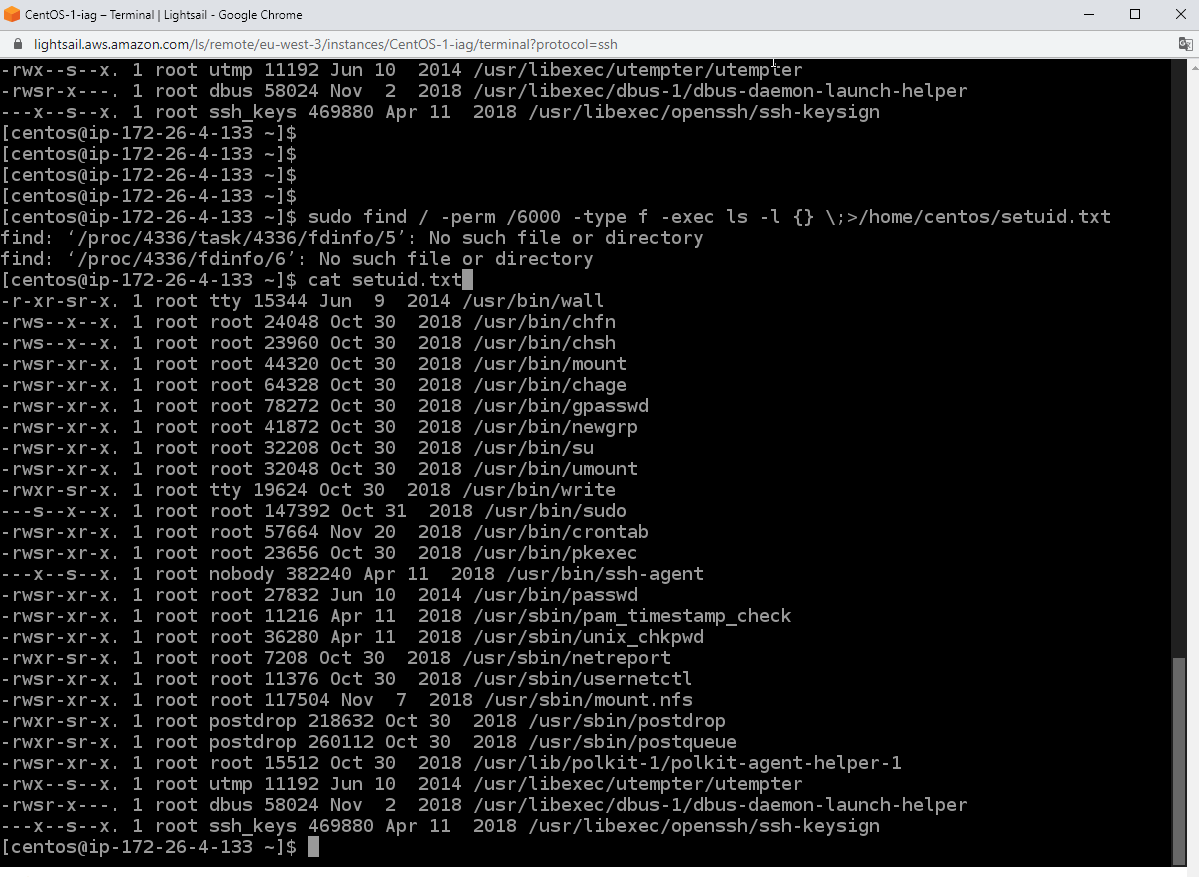 CentOS-1-iag – Terminal | Lightsail - Google Chrome
lightsail.aws.amazon.com/ls/remote/eu-west-3/instances/CentOS-1-iag/terminal?protocol=ssh
-rwx--s--x. 1 root utmp 11192 Jun 10  2014 /usr/libexec/utempter/utempter
-rwsr-x---. 1 root dbus 58024 Nov  2  2018 /usr/libexec/dbus-1/dbus-daemon-launch-helper
---x--s--x. 1 root ssh_keys 469880 Apr 11  2018 /usr/libexec/openssh/ssh-keysign
[centos@ip-172-26-4-133 ~]$
[centos@ip-172-26-4-133 ~]$
[centos@ip-172-26-4-133 ~]$
[centos@ip-172-26-4-133 ~]$
[centos@ip-172-26-4-133 ~]$ sudo find / -perm /6000 -type f -exec ls -l {} \;>/home/centos/setuid.txt
find: ‘/proc/4336/task/4336/fdinfo/5’: No such file or directory
find: ‘/proc/4336/fdinfo/6’: No such file or directory
[centos@ip-172-26-4-133 ~]$ cat setuid.txt
-r-xr-sr-x. 1 root tty 15344 Jun  9  2014 /usr/bin/wall
-rws--x--x. 1 root root 24048 Oct 30  2018 /usr/bin/chfn
-rws--x--x. 1 root root 23960 Oct 30  2018 /usr/bin/chsh
-rwsr-xr-x. 1 root root 44320 Oct 30  2018 /usr/bin/mount
-rwsr-xr-x. 1 root root 64328 Oct 30  2018 /usr/bin/chage
-rwsr-xr-x. 1 root root 78272 Oct 30  2018 /usr/bin/gpasswd
-rwsr-xr-x. 1 root root 41872 Oct 30  2018 /usr/bin/newgrp
-rwsr-xr-x. 1 root root 32208 Oct 30  2018 /usr/bin/su
-rwsr-xr-x. 1 root root 32048 Oct 30  2018 /usr/bin/umount
-rwxr-sr-x. 1 root tty 19624 Oct 30  2018 /usr/bin/write
---s--x--x. 1 root root 147392 Oct 31  2018 /usr/bin/sudo
-rwsr-xr-x. 1 root root 57664 Nov 20  2018 /usr/bin/crontab
-rwsr-xr-x. 1 root root 23656 Oct 30  2018 /usr/bin/pkexec
---x--s--x. 1 root nobody 382240 Apr 11  2018 /usr/bin/ssh-agent
-rwsr-xr-x. 1 root root 27832 Jun 10  2014 /usr/bin/passwd
-rwsr-xr-x. 1 root root 11216 Apr 11  2018 /usr/sbin/pam_timestamp_check
-rwsr-xr-x. 1 root root 36280 Apr 11  2018 /usr/sbin/unix_chkpwd
-rwxr-sr-x. 1 root root 7208 Oct 30  2018 /usr/sbin/netreport
-rwsr-xr-x. 1 root root 11376 Oct 30  2018 /usr/sbin/usernetctl
-rwsr-xr-x. 1 root root 117504 Nov  7  2018 /usr/sbin/mount.nfs
-rwxr-sr-x. 1 root postdrop 218632 Oct 30  2018 /usr/sbin/postdrop
-rwxr-sr-x. 1 root postdrop 260112 Oct 30  2018 /usr/sbin/postqueue
-rwsr-xr-x. 1 root root 15512 Oct 30  2018 /usr/lib/polkit-1/polkit-agent-helper-1
-rwx--s--x. 1 root utmp 11192 Jun 10  2014 /usr/libexec/utempter/utempter
-rwsr-x---. 1 root dbus 58024 Nov  2  2018 /usr/libexec/dbus-1/dbus-daemon-launch-helper
---x--s--x. 1 root ssh_keys 469880 Apr 11  2018 /usr/libexec/openssh/ssh-keysign
[centos@ip-172-26-4-133 ~]$